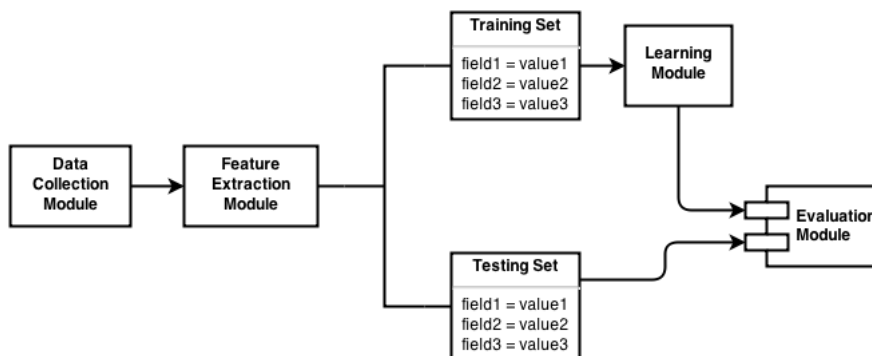 Data
Collection
Module
Feature
Extraction
Module
Training Set
field1 = value1
field2 = value2
field3 = value3
Learning
Module
Testing Set
field1 = value1
field2 = value2
field3 = value3
Evaluation
Module